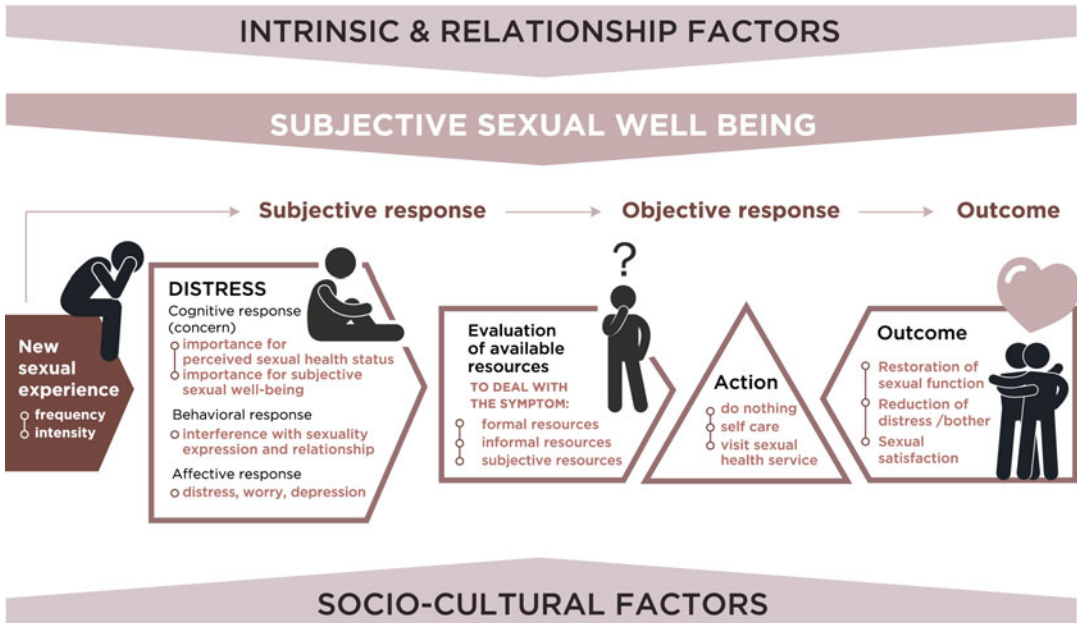 INTRINSIC & RELATIONSHIP FACTORS
SUBJECTIVE SEXUAL WELL BEING
Subjective response
Objective response
Outcome
New
sexual
experience
frequency
intensity
DISTRESS
Cognitive response
(concern)
importance for
perceived sexual health status
importance for subjective
sexual well-being
Behavioral response
interference with sexuality
expression and relationship
Affective response
distress, worry, depression
?
Evaluation
of available
resources
TO DEAL WITH
THE SYMPTOM:
formal resources
informal resources
subjective resources
Action
do nothing
self care
visit sexual
health service
Outcome
Restoration of
sexual function
Reduction of
distress /bother
Sexual
satisfaction
SOCIO-CULTURAL FACTORS